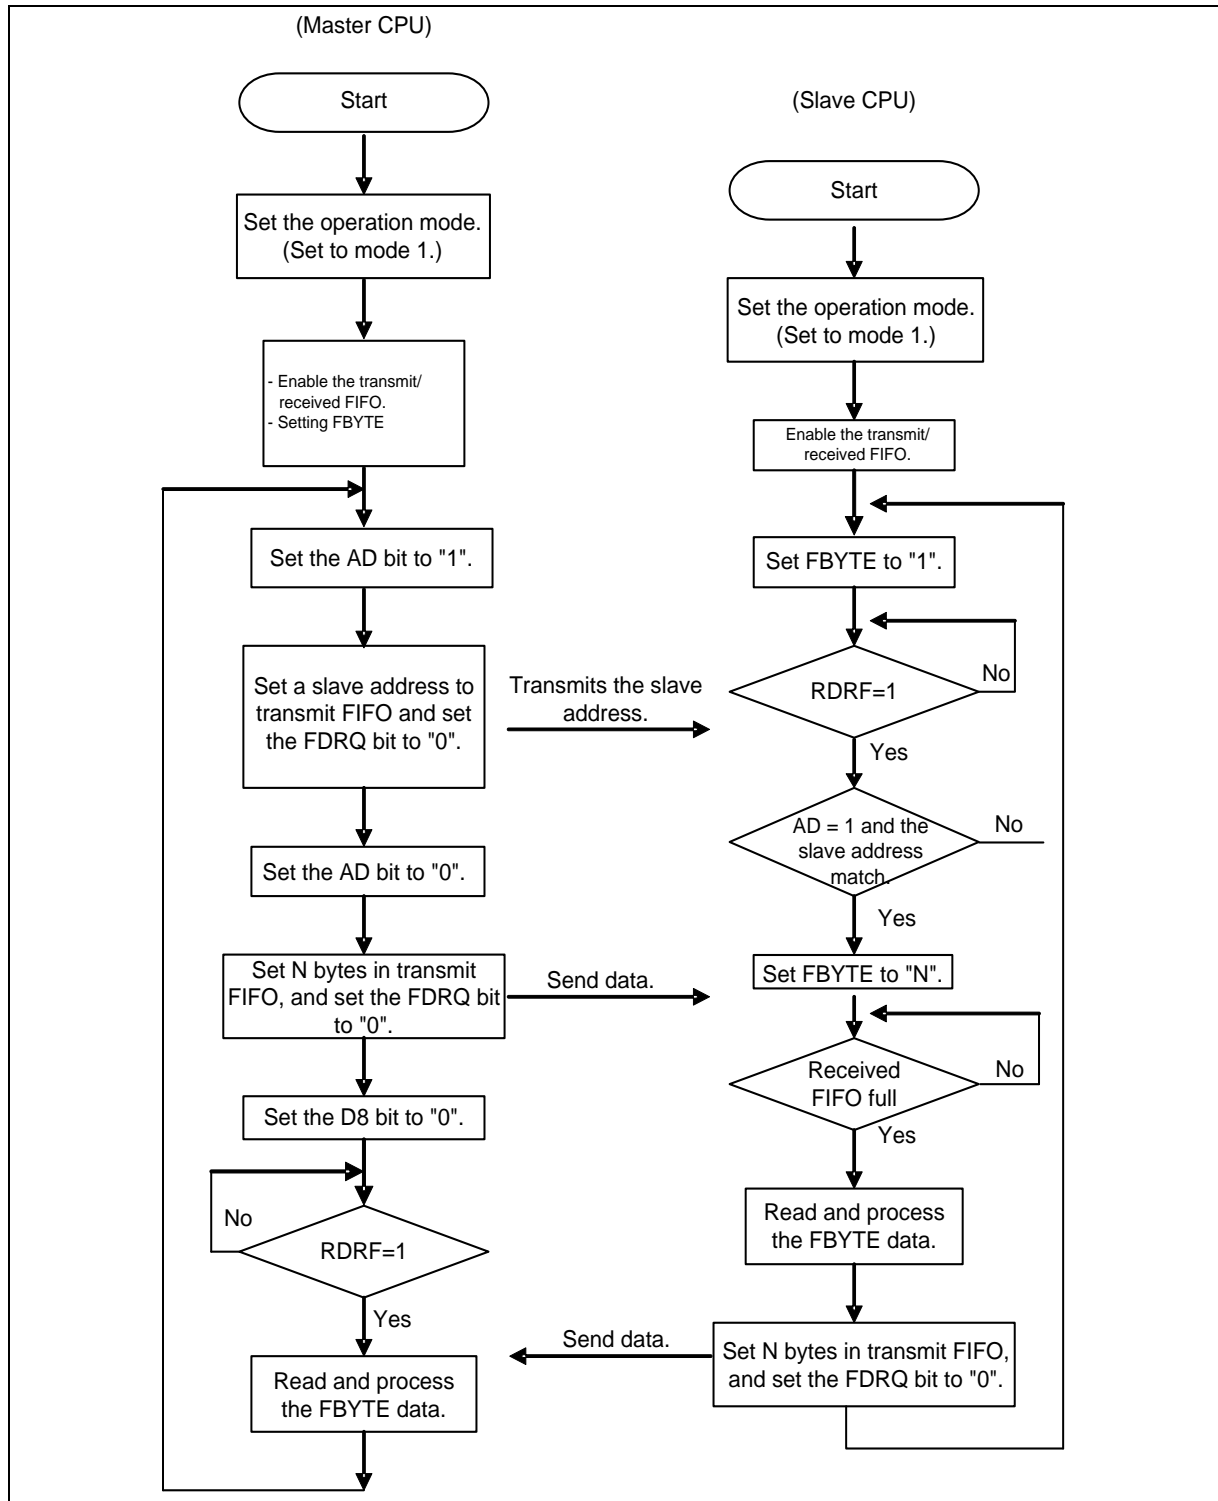 (Master CPU)
Start
Set the operation mode.
(Set to mode 1.)
- Enable the transmit/
received FIFO.
- Setting FBYTE
Set the AD bit to "1".
Set a slave address to
transmit FIFO and set
the FDRQ bit to "0".
Transmits the slave
address.
Set the AD bit to "0".
Set N bytes in transmit
FIFO, and set the FDRQ bit
to "0".
Send data.
Set the D8 bit to "0".
No
RDRF=1
Yes
Read and process
the FBYTE data.
(Slave CPU)
Start
Set the operation mode.
(Set to mode 1.)
Enable the transmit/
received FIFO.
Set FBYTE to "1".
RDRF=1
No
Yes
AD = 1 and the
slave address
match.
No
Yes
Set FBYTE to "N".
Received
FIFO full
No
Yes
Read and process
the FBYTE data.
Set N bytes in transmit FIFO,
and set the FDRQ bit to "0".
Send data.